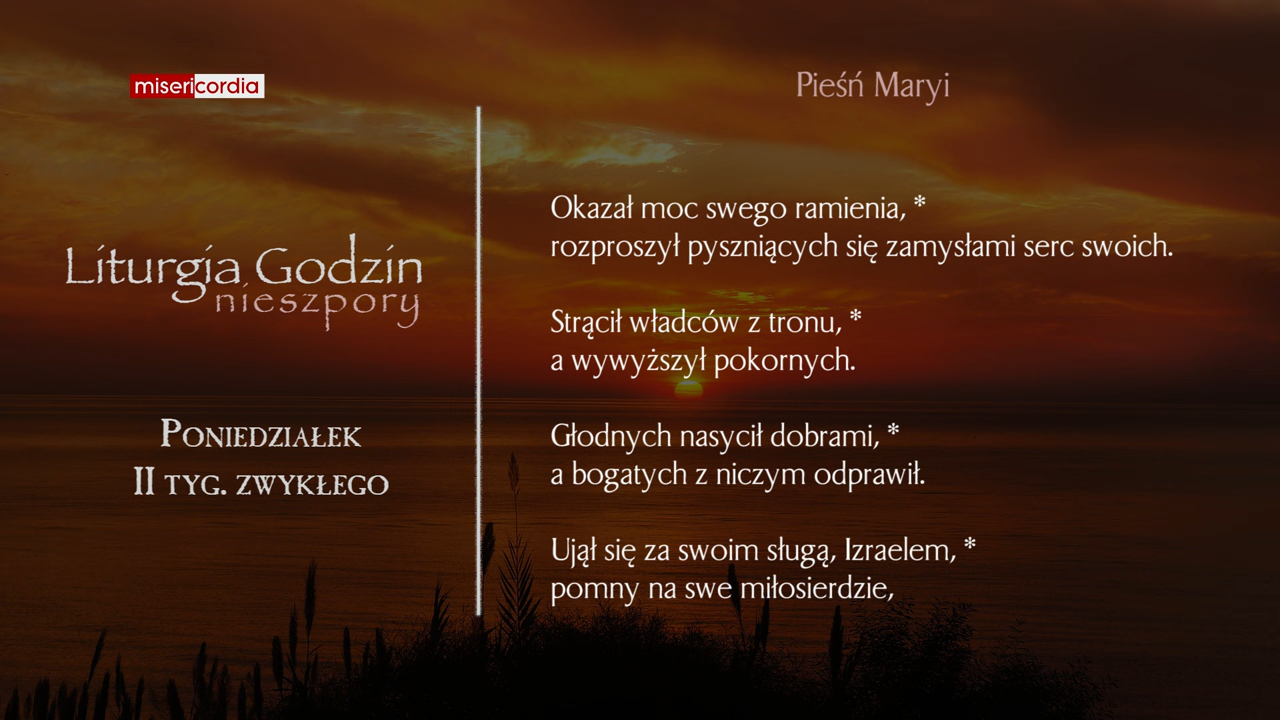 misericordia
Liturgia Godzin
nieszpory
Poniedziałek
II tyg. zwykłego
Pieśń Maryi
Okazał moc swego ramienia, *
rozproszył pyszniących się zamysłami serc swoich.
Strącił władców z tronu, *
a wywyższył pokornych.
Głodnych nasycił dobrami, *
a bogatych z niczym odprawił.
Ujął się za swoim sługą, Izraelem, *
pomny na swe miłosierdzie,